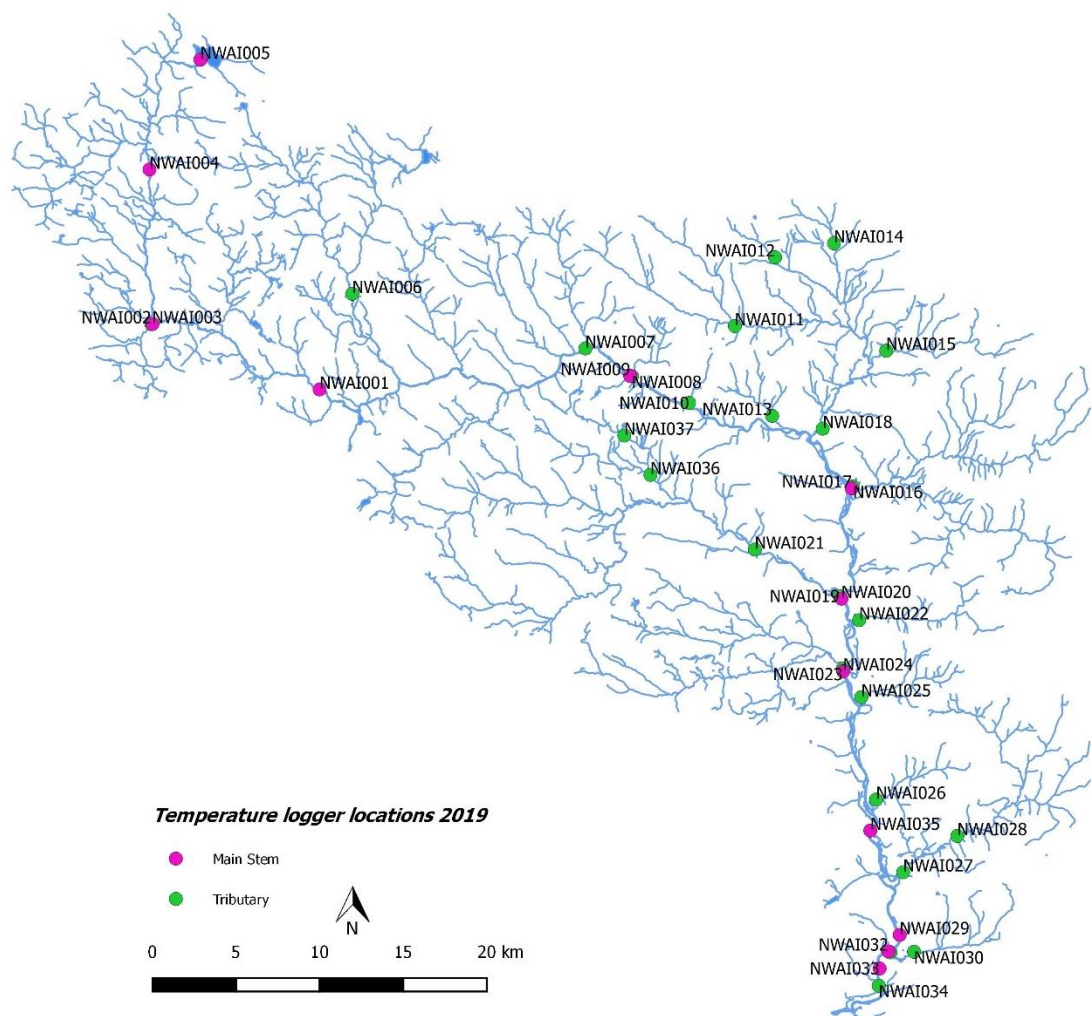 NWAI005
NWAI004
NWAI014
NWAI012
NWAI006
NWAI002 NWAI003
NWAI011
NWAI007
NWAI015
NWAI009
NWAI008
NWAI001
NWAI010
NWAI013
NWAI018
NWAI037
NWAI036
NWAI017
NWAI016
NWAI021
NWAI020
NWAI019
NWAI022
NWAI024
NWAI023
NWAI025
NWAI026
Temperature logger locations 2019
NWAI035
NWAI028
Main Stem
NWAI027
Tributary
N
NWAI029
0 5 10 15 20 km
NWAI032
NWAI030
NWAI033
NWAI034